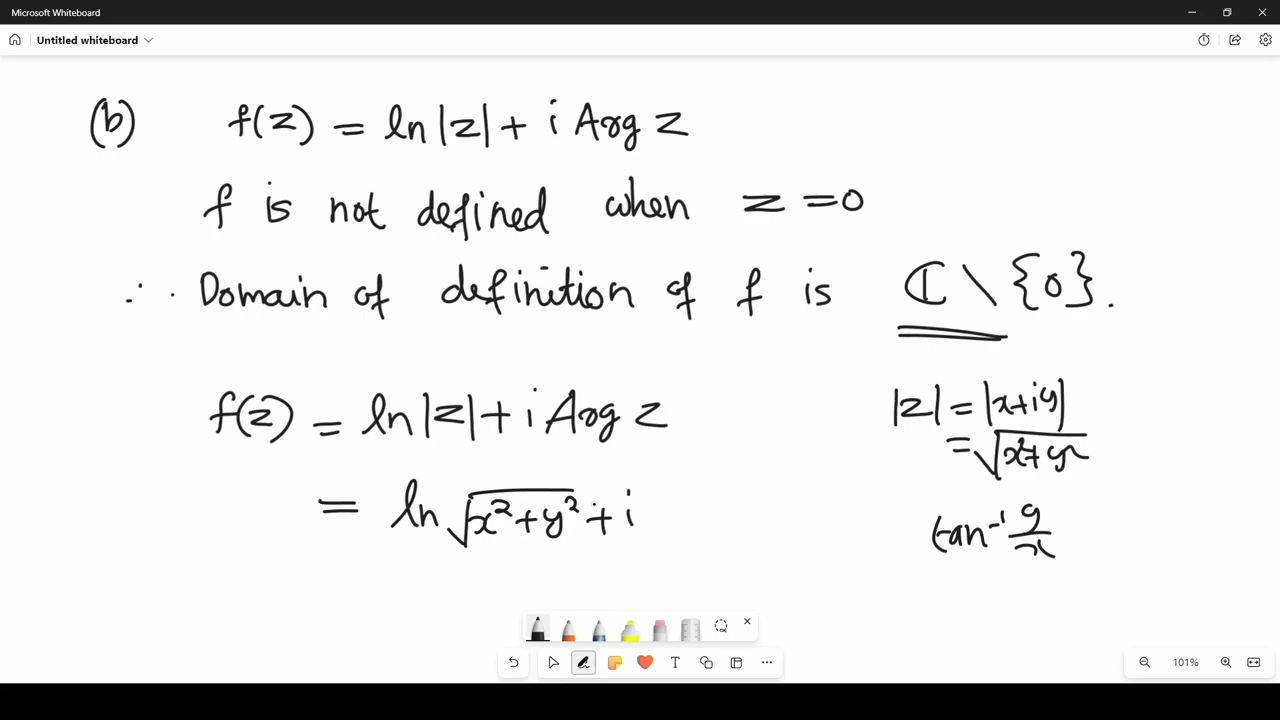 Microsoft Whiteboard
Untitled whiteboard
(b) f(z) = ln|z| + i Arg z
f is not defined when z = 0
∴ Domain of definition of f is ℂ \ {0}.
f(z) = ln|z| + i Arg z
|z| = |x+iy|
= √x²+y²
= ln √x²+y² + i
tan⁻¹ y/x
101%